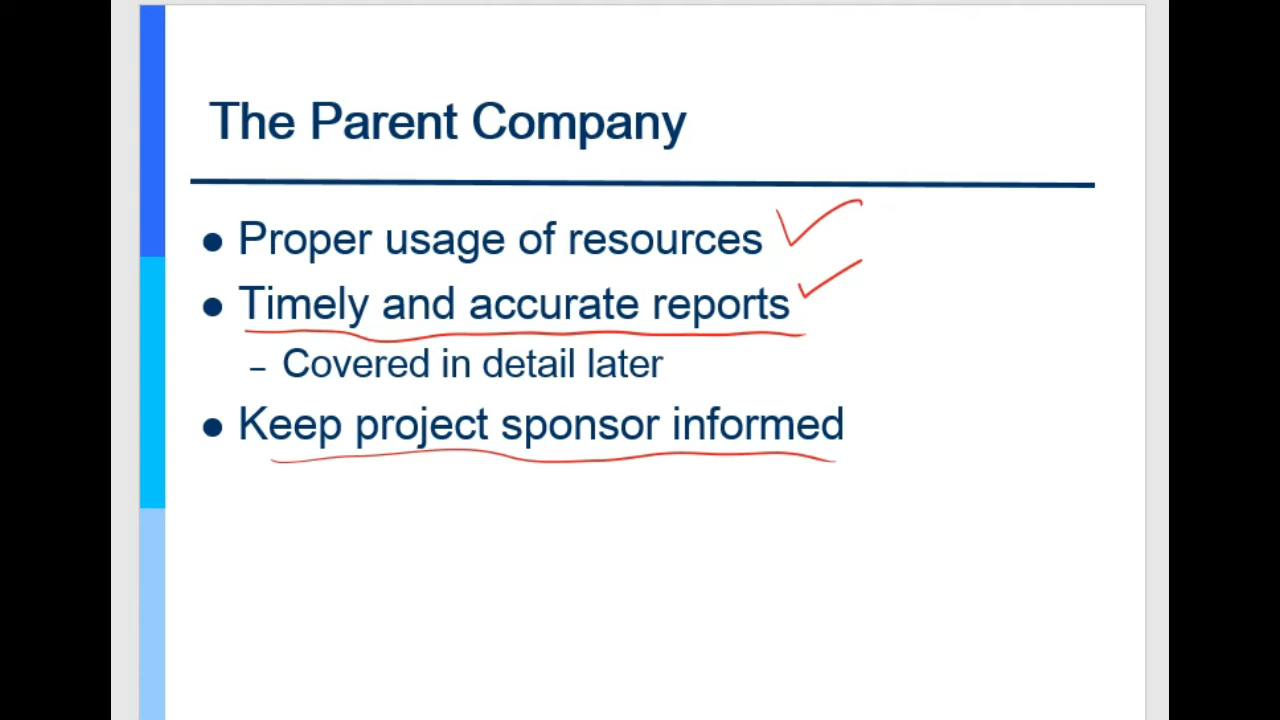 The Parent Company
● Proper usage of resources
● Timely and accurate reports
– Covered in detail later
● Keep project sponsor informed